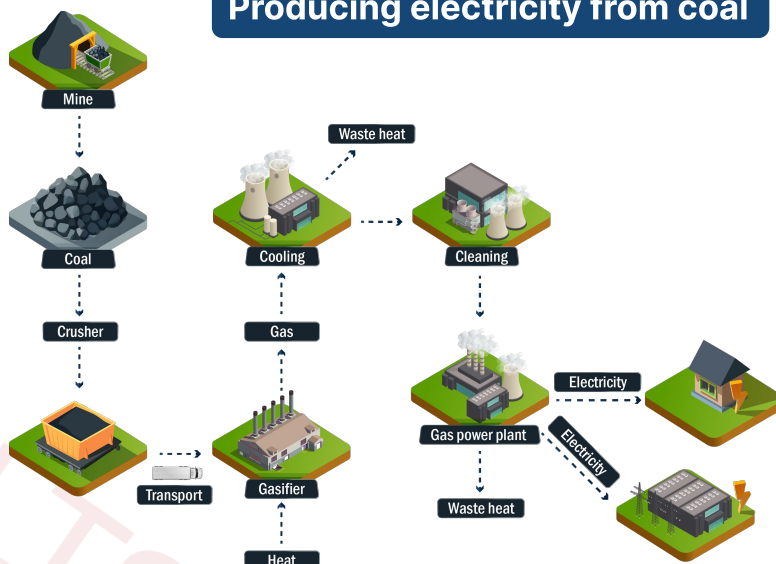 Producing electricity from coal
Mine
Waste heat
Coal
Cooling
Cleaning
Crusher
Gas
Electricity
Gas power plant
Electricity
Transport
Gasifier
Waste heat
Heat